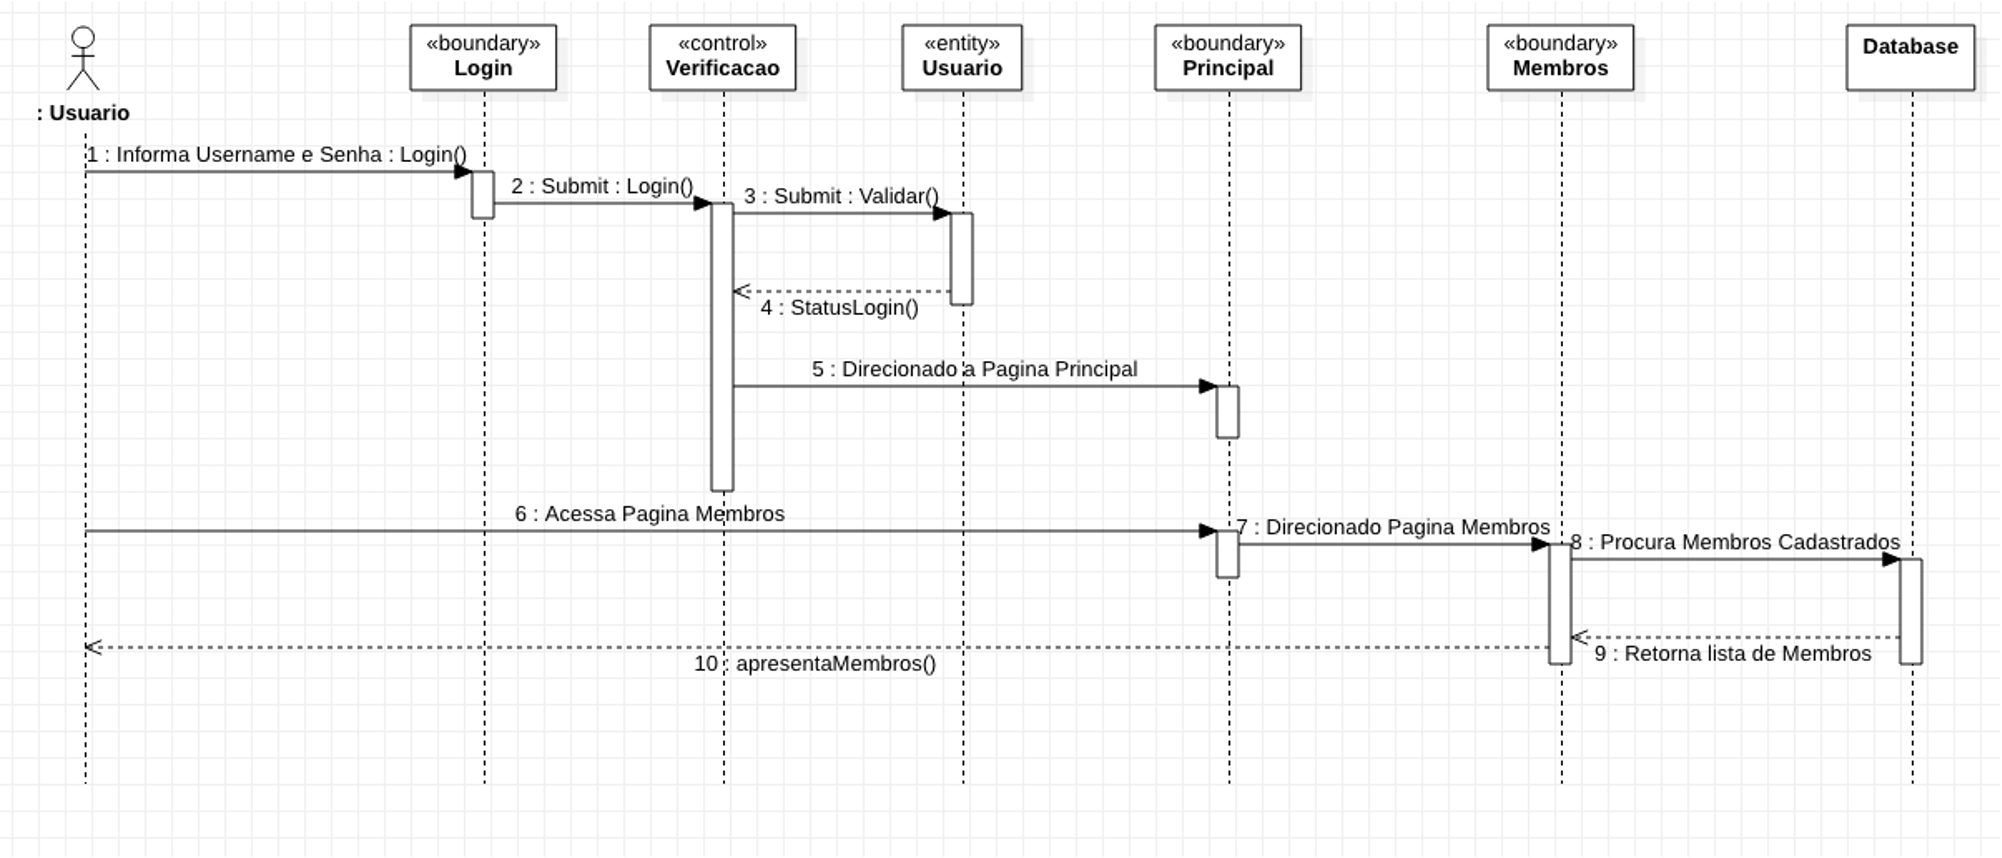 «boundary»
Login
«control»
Verificacao
«entity»
Usuario
«boundary»
Principal
«boundary»
Membros
Database
: Usuario
1 : Informa Username e Senha : Login()
2 : Submit : Login()
3 : Submit : Validar()
4 : StatusLogin()
5 : Direcionado a Pagina Principal
6 : Acessa Pagina Membros
7 : Direcionado Pagina Membros
8 : Procura Membros Cadastrados
9 : Retorna lista de Membros
10 : apresentaMembros()